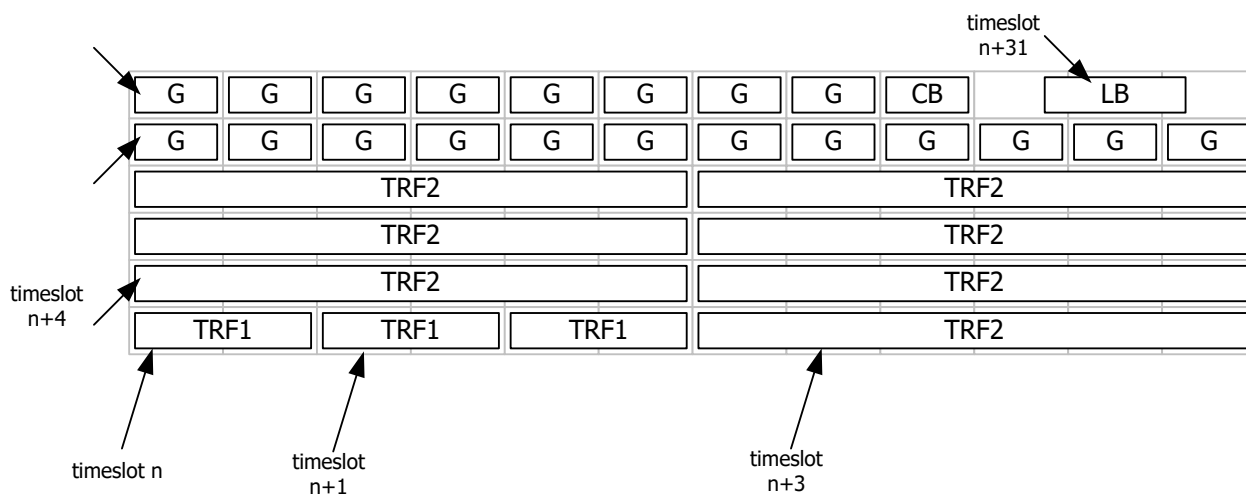 timeslot
n+31
G G G G G G G G CB LB
G G G G G G G G G G G G
TRF2 TRF2
TRF2 TRF2
TRF2 TRF2
timeslot
n+4
TRF1 TRF1 TRF1 TRF2
timeslot n
timeslot
n+1
timeslot
n+3